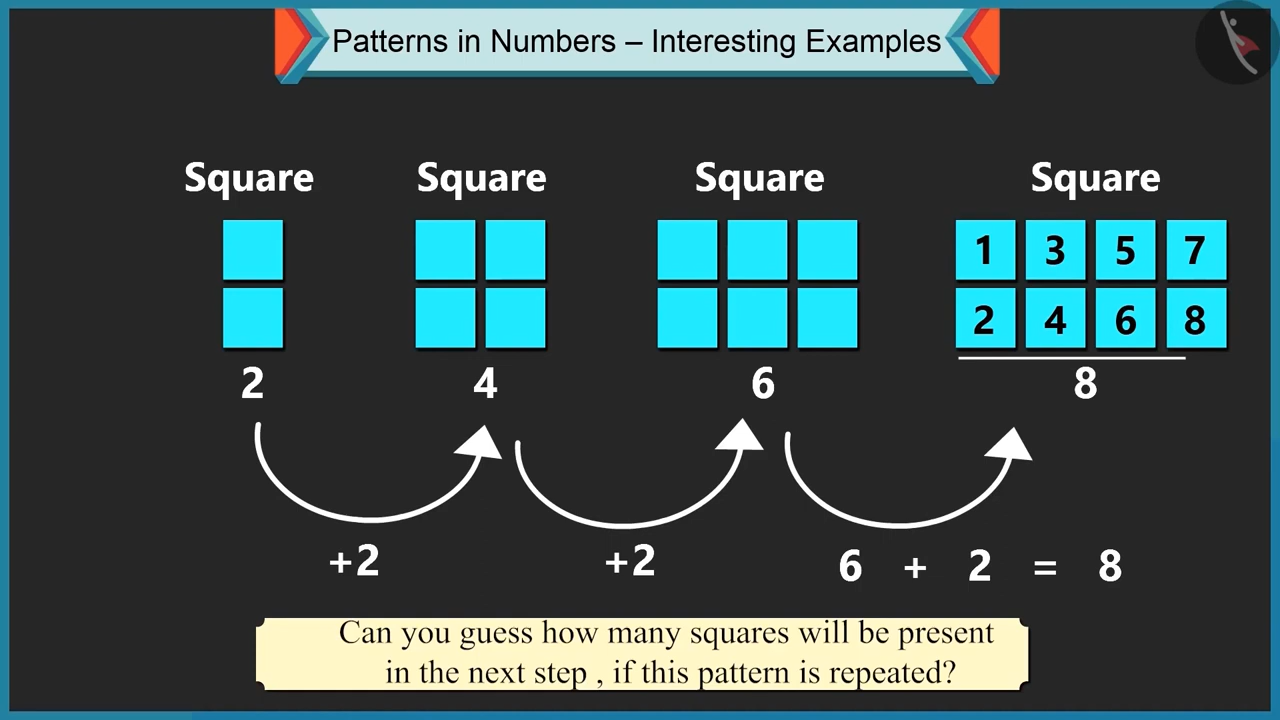 Patterns in Numbers – Interesting Examples
Square Square Square Square
1 3 5 7
2 4 6 8
2 4 6 8
+2 +2 6 + 2 = 8
Can you guess how many squares will be present
in the next step , if this pattern is repeated?